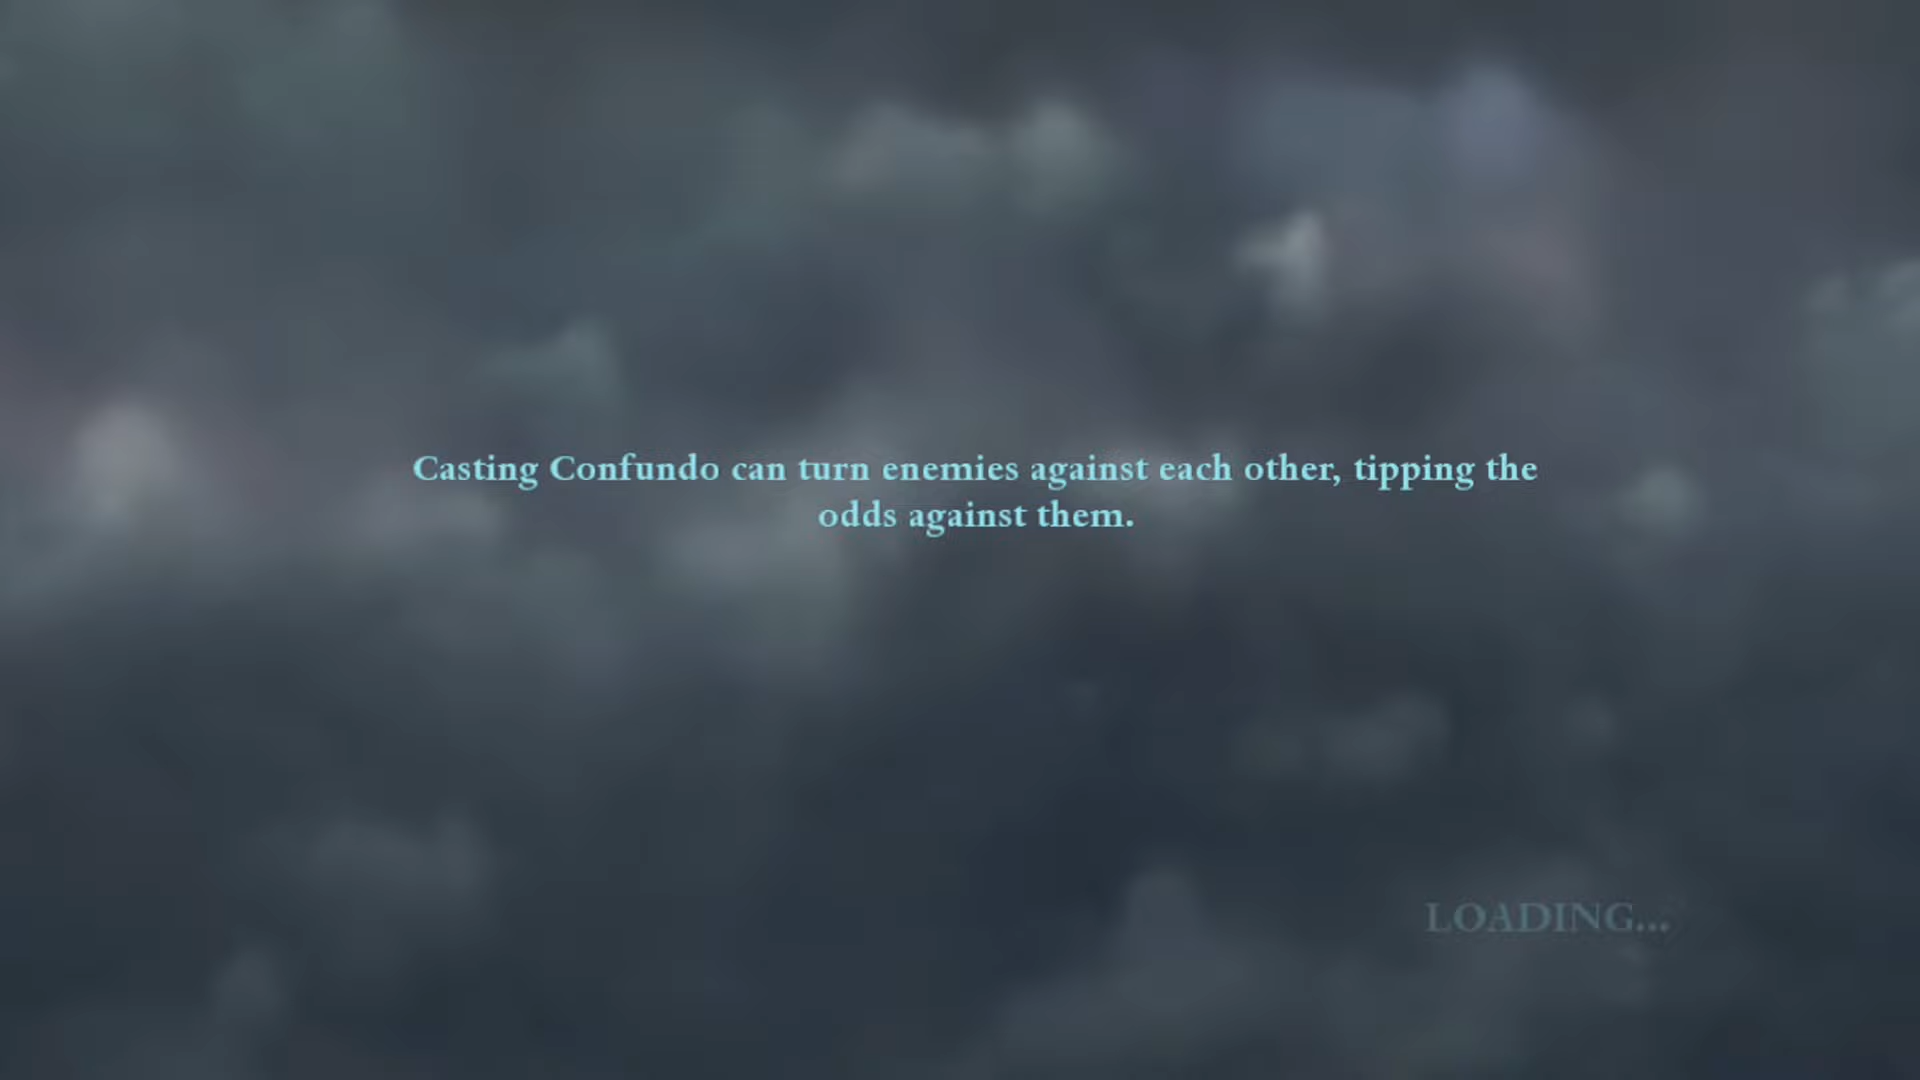 Casting Confundo can turn enemies against each other, tipping the
odds against them.
LOADING...